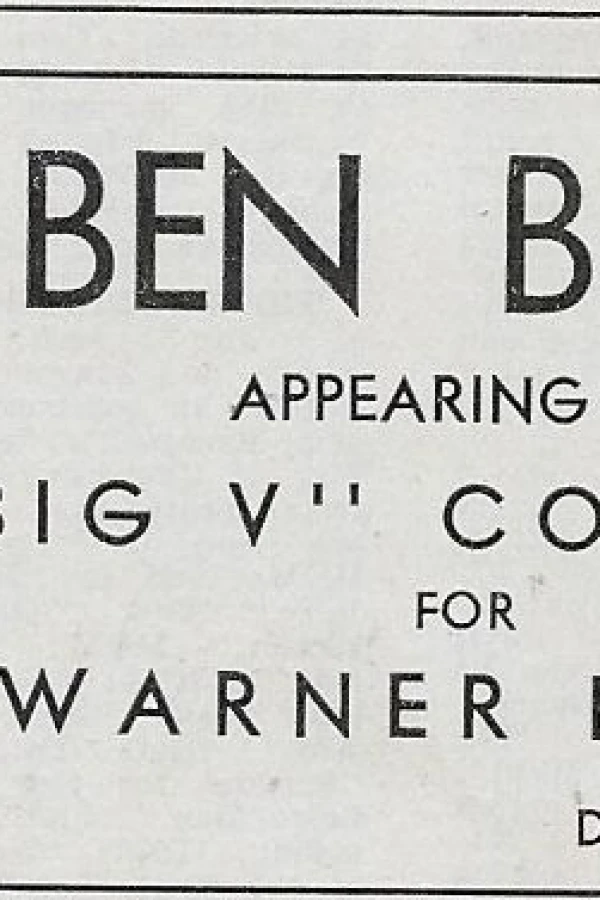 BEN B
APPEARING
BIG V'' CO
FOR
WARNER
D